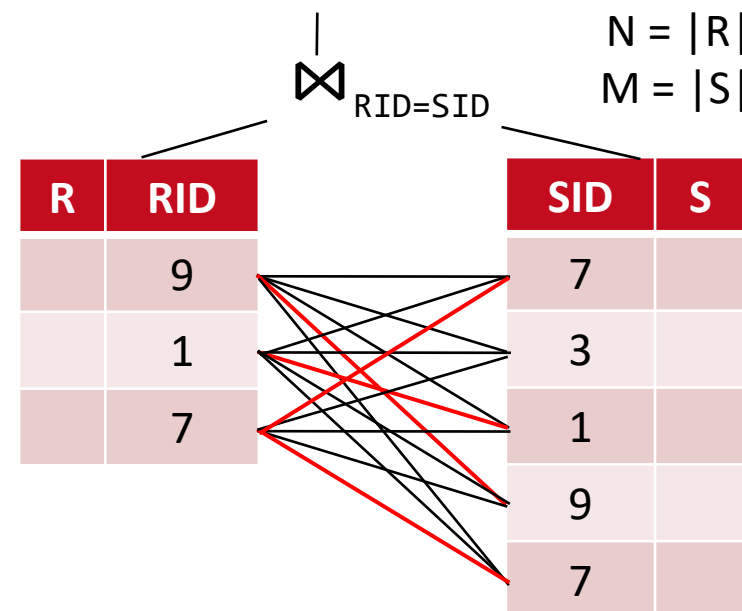 N = |R|
M = |S|
⋈ RID=SID
R RID
9
1
7
SID S
7
3
1
9
7